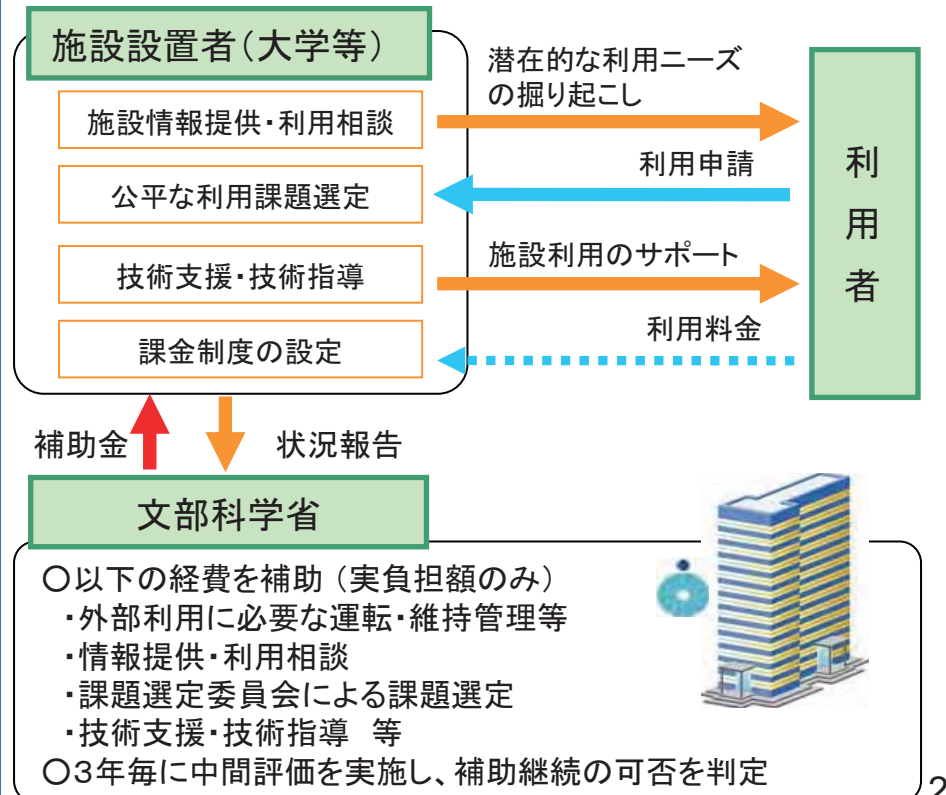 施設設置者(大学等)
施設情報提供・利用相談
公平な利用課題選定
技術支援・技術指導
課金制度の設定
潜在的な利用ニーズ
の掘り起こし
利用申請
施設利用のサポート
利用料金
利用者
補助金
状況報告
文部科学省
○以下の経費を補助(実負担額のみ)
・外部利用に必要な運転・維持管理等
・情報提供・利用相談
・課題選定委員会による課題選定
・技術支援・技術指導 等
○3年毎に中間評価を実施し、補助継続の可否を判定
2